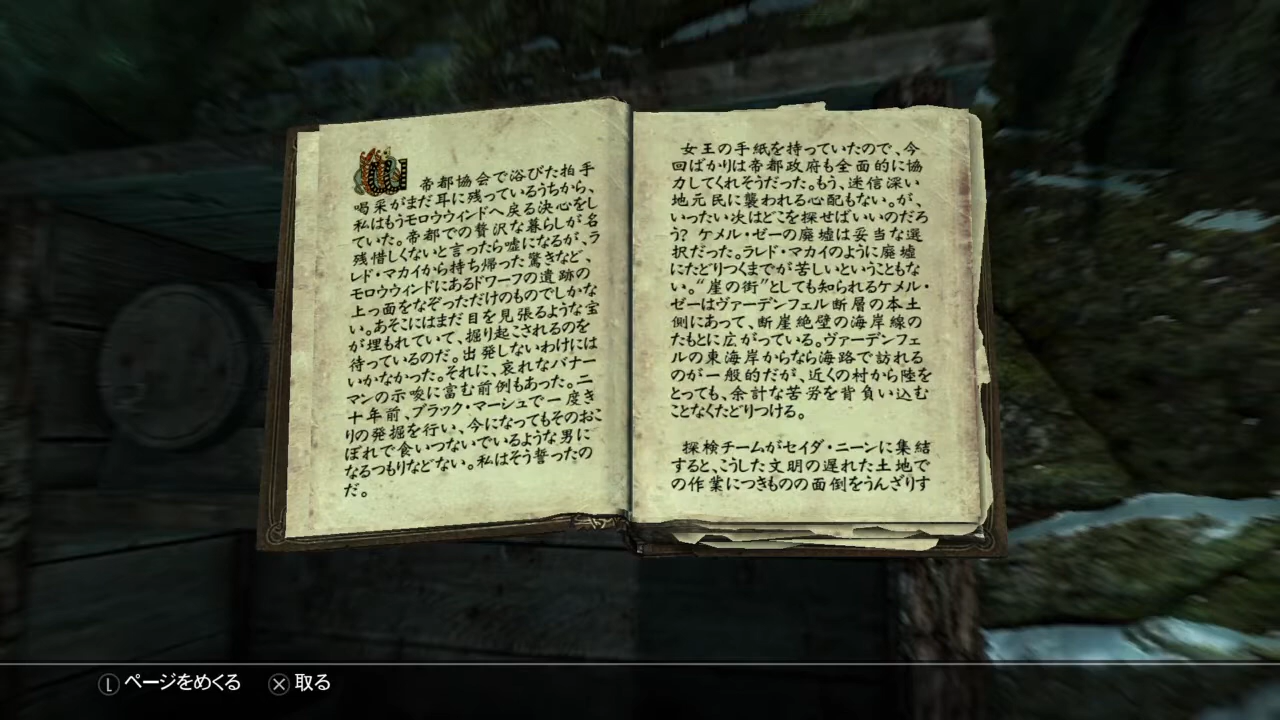 帝都協会で浴びた拍手
喝采がまだ耳に残っているうちから、
私はもうモロウウィンドへ戻る決心をし
ていた。帝都での贅沢な暮らしが名
残惜しくないと言ったら嘘になるが、ラ
レド・マカイから持ち帰った驚きなど、
モロウウィンドにあるドワーフの遺跡の
上っ面をなぞっただけのものでしかな
い。あそこにはまだ目を見張るような宝
が埋もれていて、掘り起こされるのを
待っているのだ。出発しないわけには
いかなかった。それに、哀れなバナー
マンの示唆に富む前例もあった。二
十年前、ブラック・マーシュで一度き
りの発掘を行い、今になってもそのおこ
ぼれで食いつないでいるような男に
なるつもりなどない。私はそう誓ったの
だ。
女王の手紙を持っていたので、今
回ばかりは帝都政府も全面的に協
力してくれそうだった。もう、迷信深い
地元民に襲われる心配もない。が、
いったい次はどこを探せばいいのだろ
う? ケメル・ゼーの廃墟は妥当な選
択だった。ラレド・マカイのように廃墟
にたどりつくまでが苦しいということもな
い。“崖の街”としても知られるケメル・
ゼーはヴァーデンフェル断層の本土
側にあって、断崖絶壁の海岸線の
たもとに広がっている。ヴァーデンフェ
ルの東海岸からなら海路で訪れる
のが一般的だが、近くの村から陸を
とっても、余計な苦労を背負い込む
ことなくたどりつける。
探検チームがセイダ・ニーンに集結
すると、こうした文明の遅れた土地で
の作業につきものの面倒をうんざりす
Ⓛ ページをめくる
Ⓧ 取る